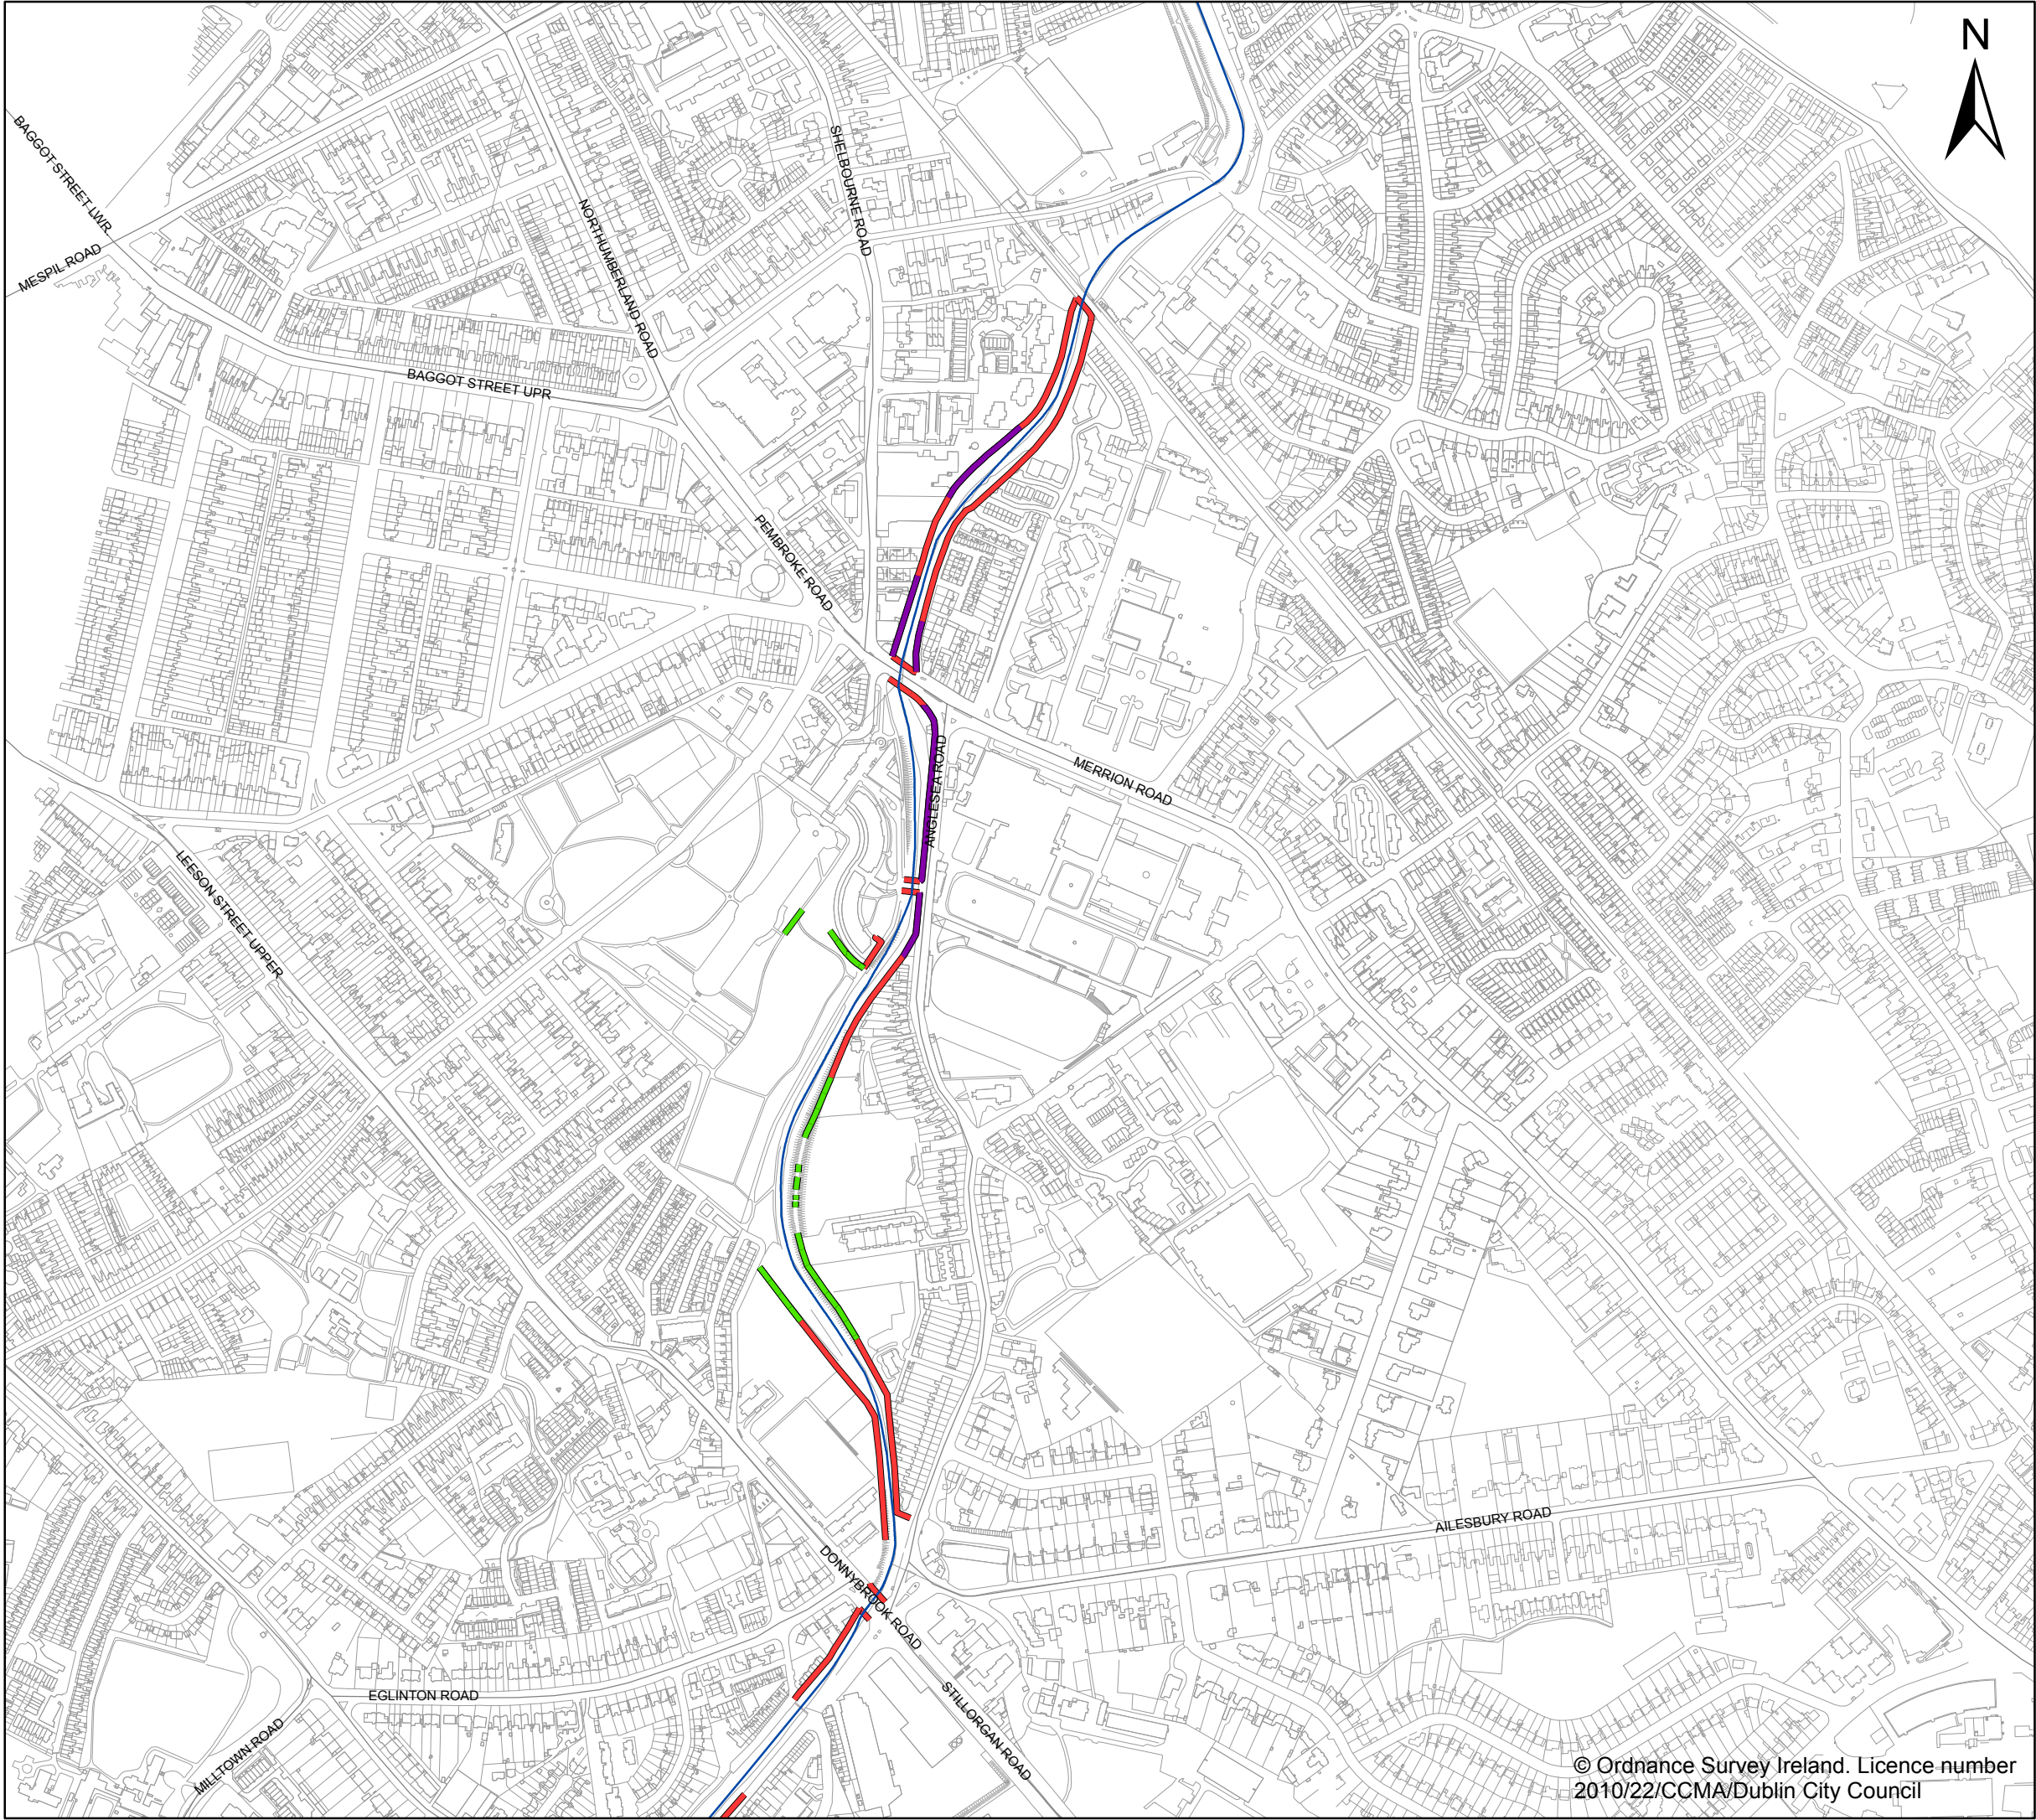 N
BAGGOT STREET LWR
SHELBOURNE ROAD
MESPIL ROAD
NORTHUMBERLAND ROAD
BAGGOT STREET UPR
PEMBROKE ROAD
MERRION ROAD
ANGLESEA ROAD
LEESON STREET UPPER
AILESBURY ROAD
DONNYBROOK ROAD
EGLINTON ROAD
STILLORGAN ROAD
MILLTOWN ROAD
© Ordnance Survey Ireland. Licence number
2010/22/CCMA/Dublin City Council